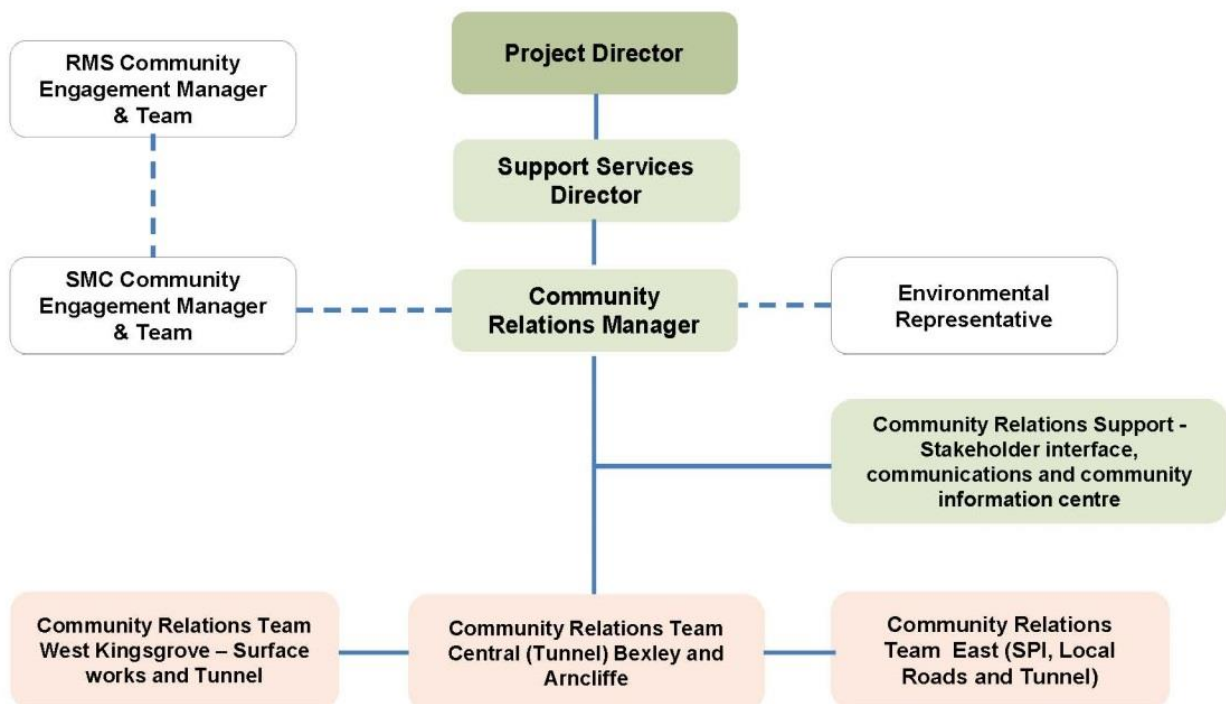 Project Director
RMS Community
Engagement Manager
& Team
Support Services
Director
SMC Community
Engagement Manager
& Team
Community
Relations Manager
Environmental
Representative
Community Relations Support -
Stakeholder interface,
communications and community
information centre
Community Relations Team
West Kingsgrove – Surface
works and Tunnel
Community Relations Team
Central (Tunnel) Bexley and
Arncliffe
Community Relations
Team East (SPI, Local
Roads and Tunnel)